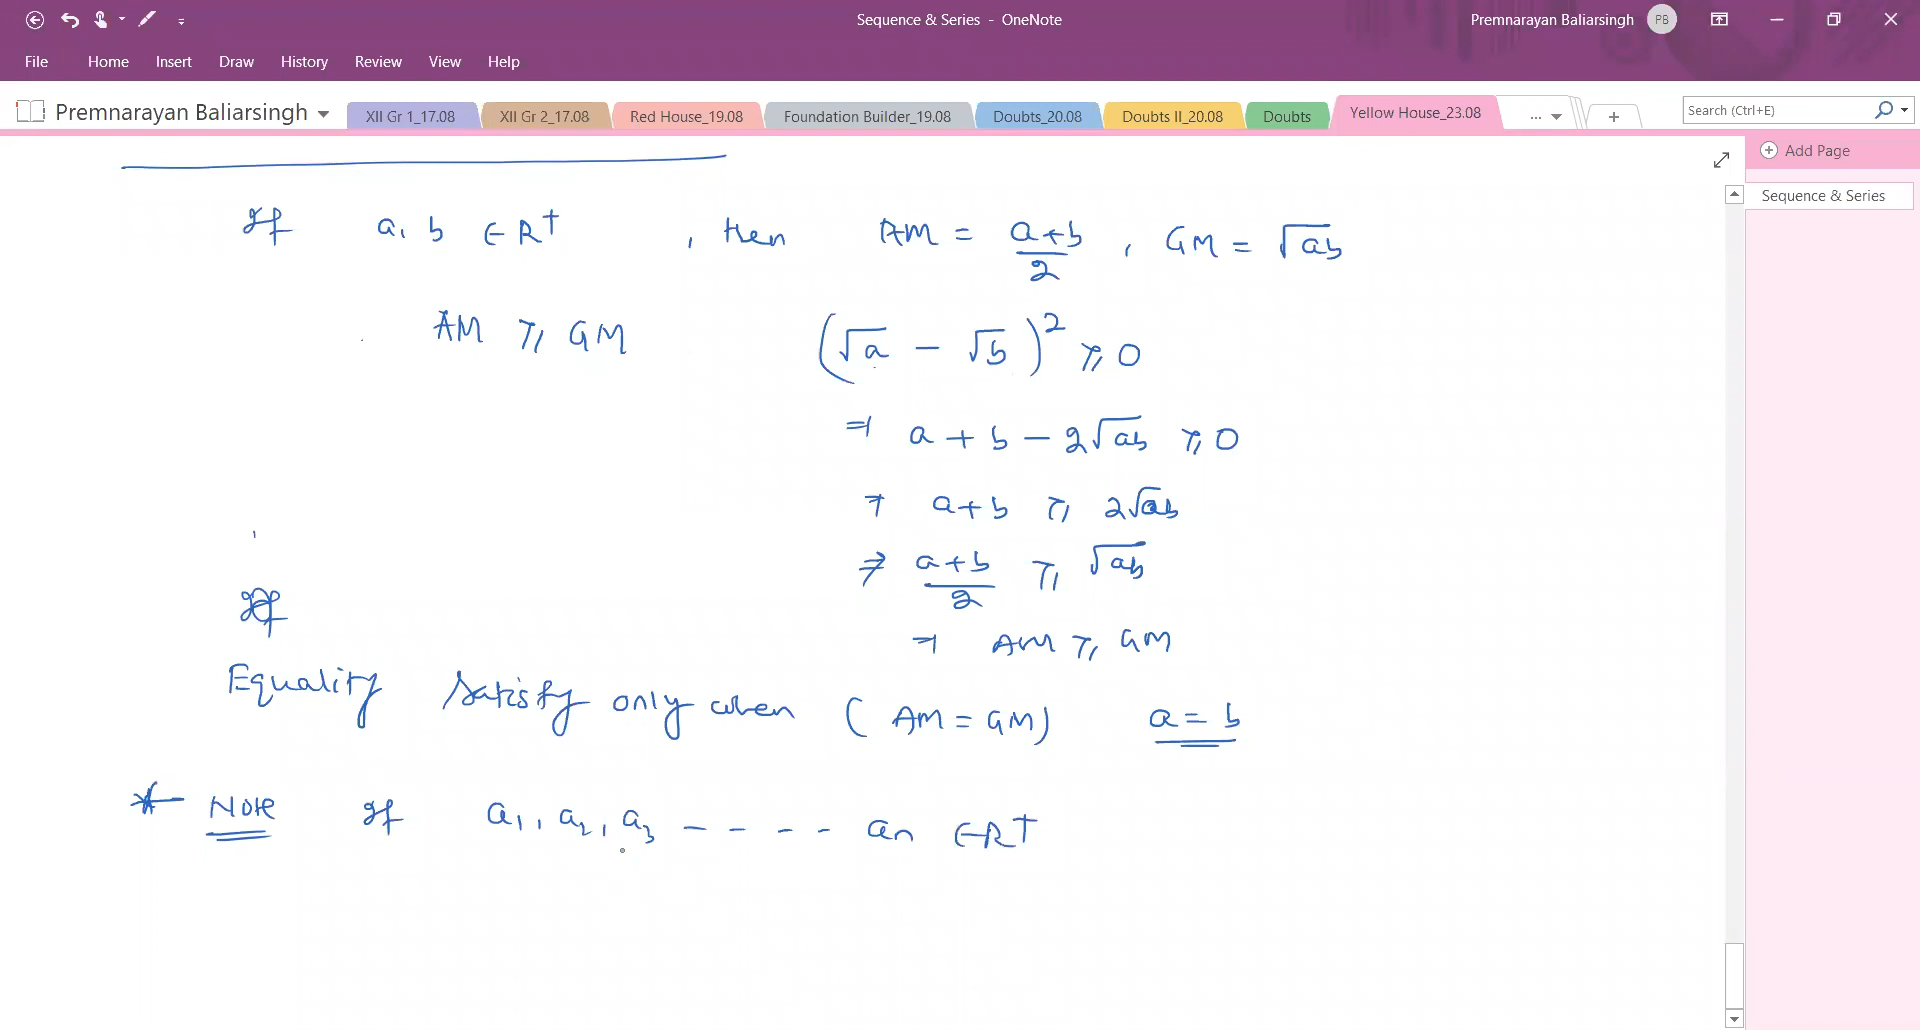 Sequence & Series - OneNote
Premnarayan Baliarsingh PB
File Home Insert Draw History Review View Help
Premnarayan Baliarsingh XII Gr 1_17.08 XII Gr 2_17.08 Red House_19.08 Foundation Builder_19.08 Doubts_20.08 Doubts II_20.08 Doubts Yellow House_23.08 ... + Search (Ctrl+E)
Add Page
Sequence & Series
If a, b ∈ R⁺, then AM = (a+b)/2, GM = √ab
AM ≥ GM (√a - √b)² ≥ 0
⇒ a + b - 2√ab ≥ 0
⇒ a+b ≥ 2√ab
⇒ (a+b)/2 ≥ √ab
⇒ AM ≥ GM
Equality satisfy only when (AM = GM) a = b
* Note If a₁, a₂, a₃ - - - - an ∈ R⁺